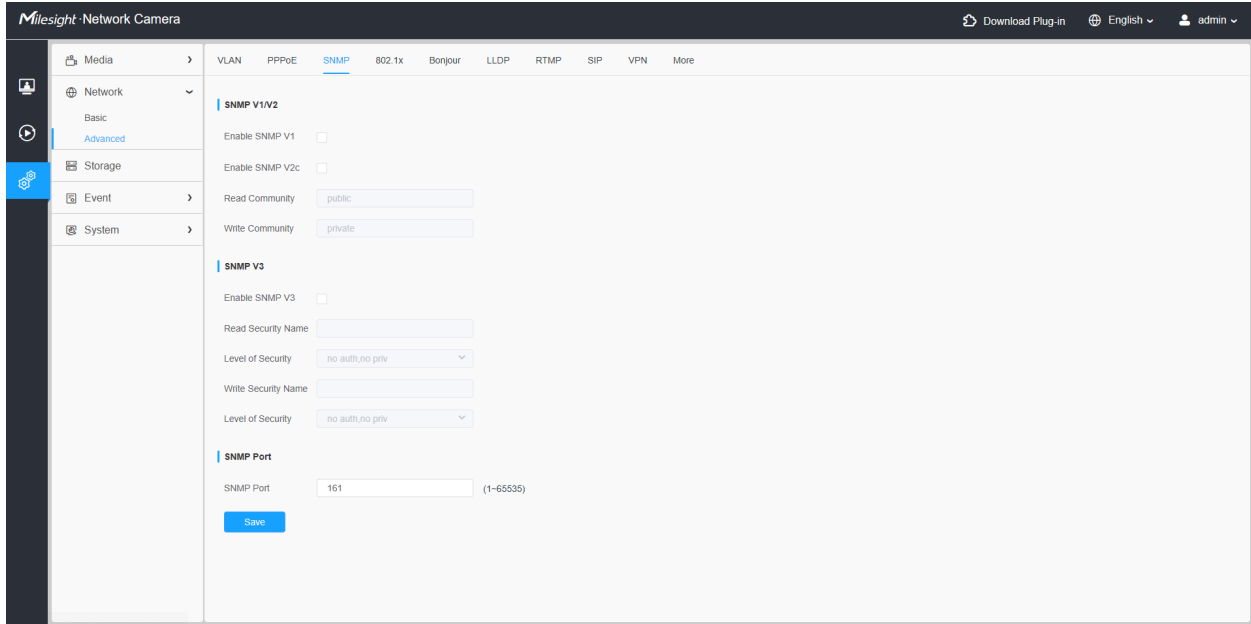 Milesight · Network Camera
Download Plug-in
English
admin
Media
Network
Basic
Advanced
Storage
Event
System
VLAN PPPoE SNMP 802.1x Bonjour LLDP RTMP SIP VPN More
SNMP V1/V2
Enable SNMP V1
Enable SNMP V2c
Read Community public
Write Community private
SNMP V3
Enable SNMP V3
Read Security Name
Level of Security no auth,no priv
Write Security Name
Level of Security no auth,no priv
SNMP Port
SNMP Port 161 (1~65535)
Save